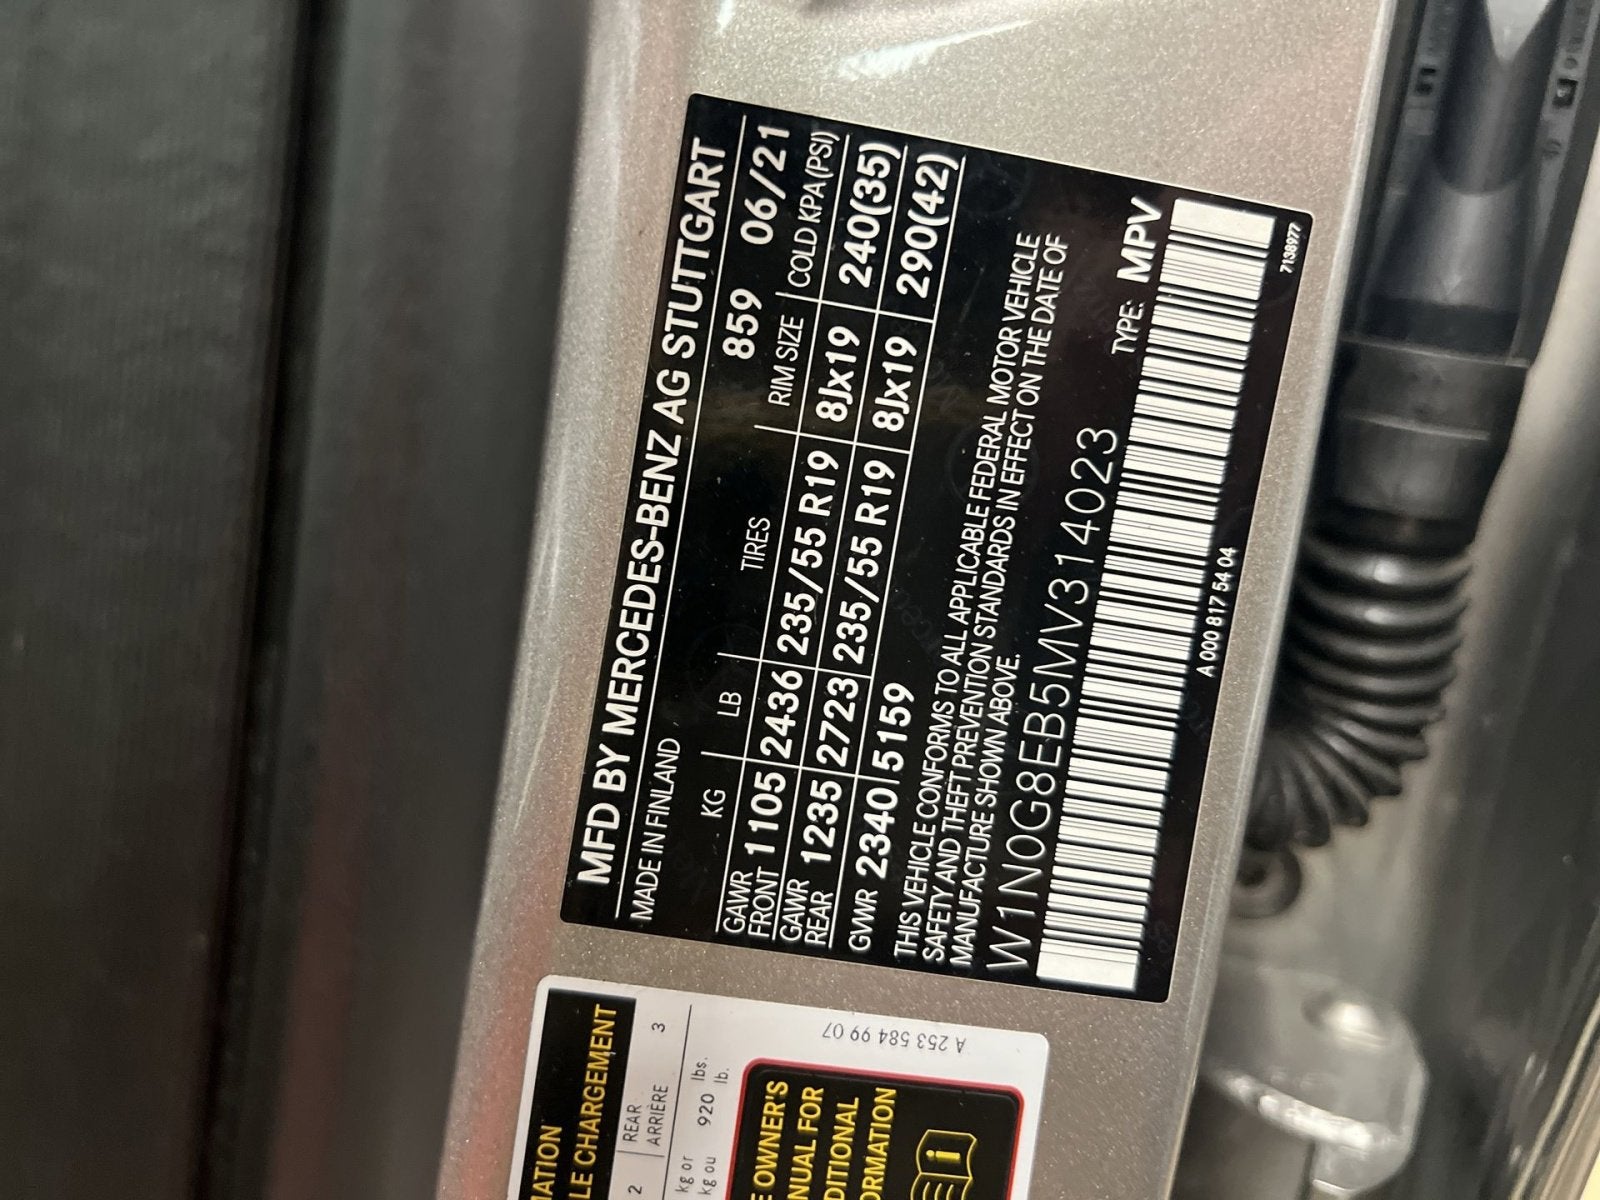 MFD BY MERCEDES-BENZ AG STUTTGART
MADE IN FINLAND 859 06/21
KG LB TIRES RIM SIZE COLD KPA(PSI)
GAWR FRONT 1105 2436 235/55 R19 8Jx19 240(35)
GAWR REAR 1235 2723 235/55 R19 8Jx19 290(42)
GVWR 2340 5159
THIS VEHICLE CONFORMS TO ALL APPLICABLE FEDERAL MOTOR VEHICLE
SAFETY AND THEFT PREVENTION STANDARDS IN EFFECT ON THE DATE OF
MANUFACTURE SHOWN ABOVE.
W1N0G8EB5MV314023 TYPE: MPV
A 000 817 54 04
7138977
LE CHARGEMENT
2 REAR ARRIÈRE 3
kg or 920 lbs.
kg ou lb.
A 253 584 99 07
OWNER'S
FOR